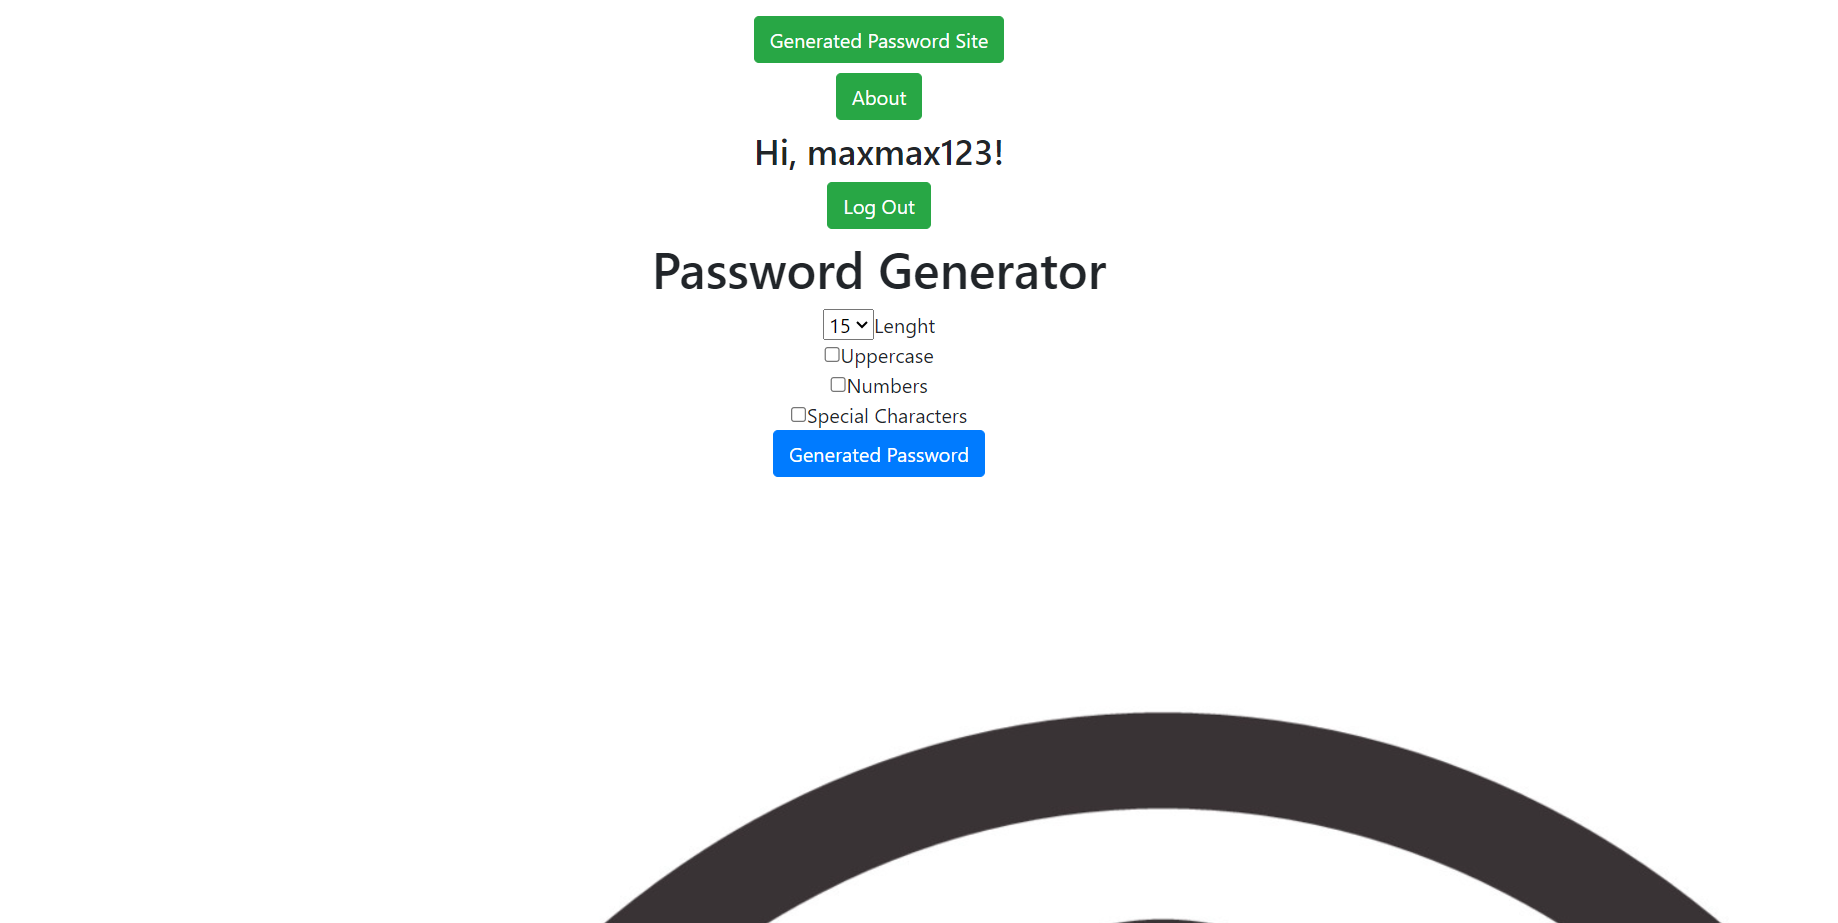 Generated Password Site
About
Hi, maxmax123!
Log Out
Password Generator
15 Lenght
Uppercase
Numbers
Special Characters
Generated Password